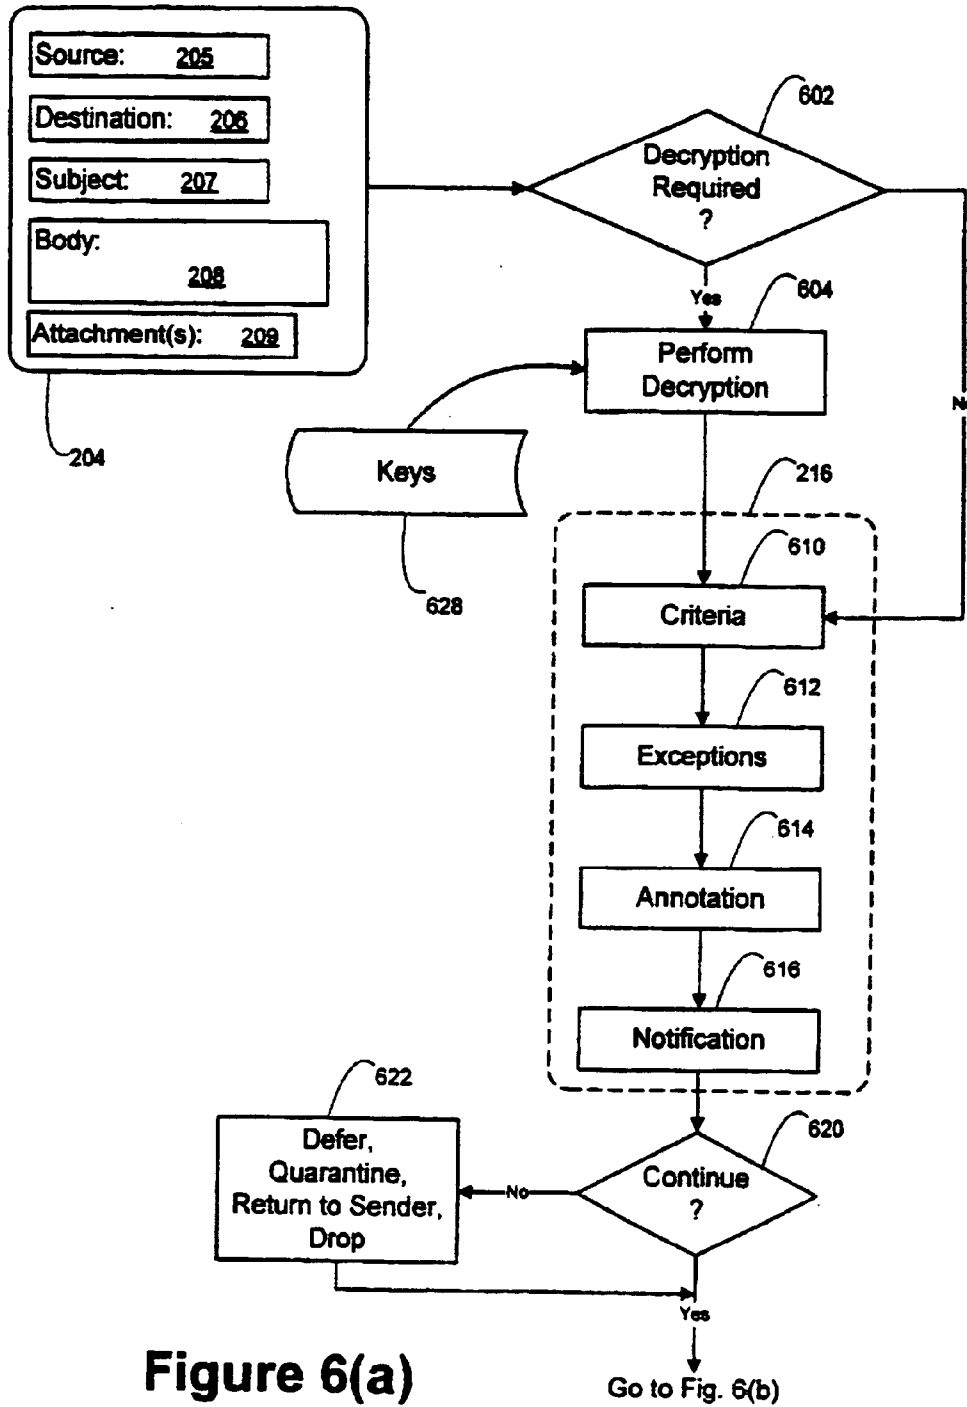 Source: 205
Destination: 206
Subject: 207
Body:
208
Attachment(s): 209
204
602
Decryption
Required
?
Yes
604
Perform
Decryption
No
Keys
628
216
610
Criteria
612
Exceptions
614
Annotation
616
Notification
622
Defer,
Quarantine,
Return to Sender,
Drop
620
Continue
?
No
Yes
Figure 6(a)
Go to Fig. 6(b)